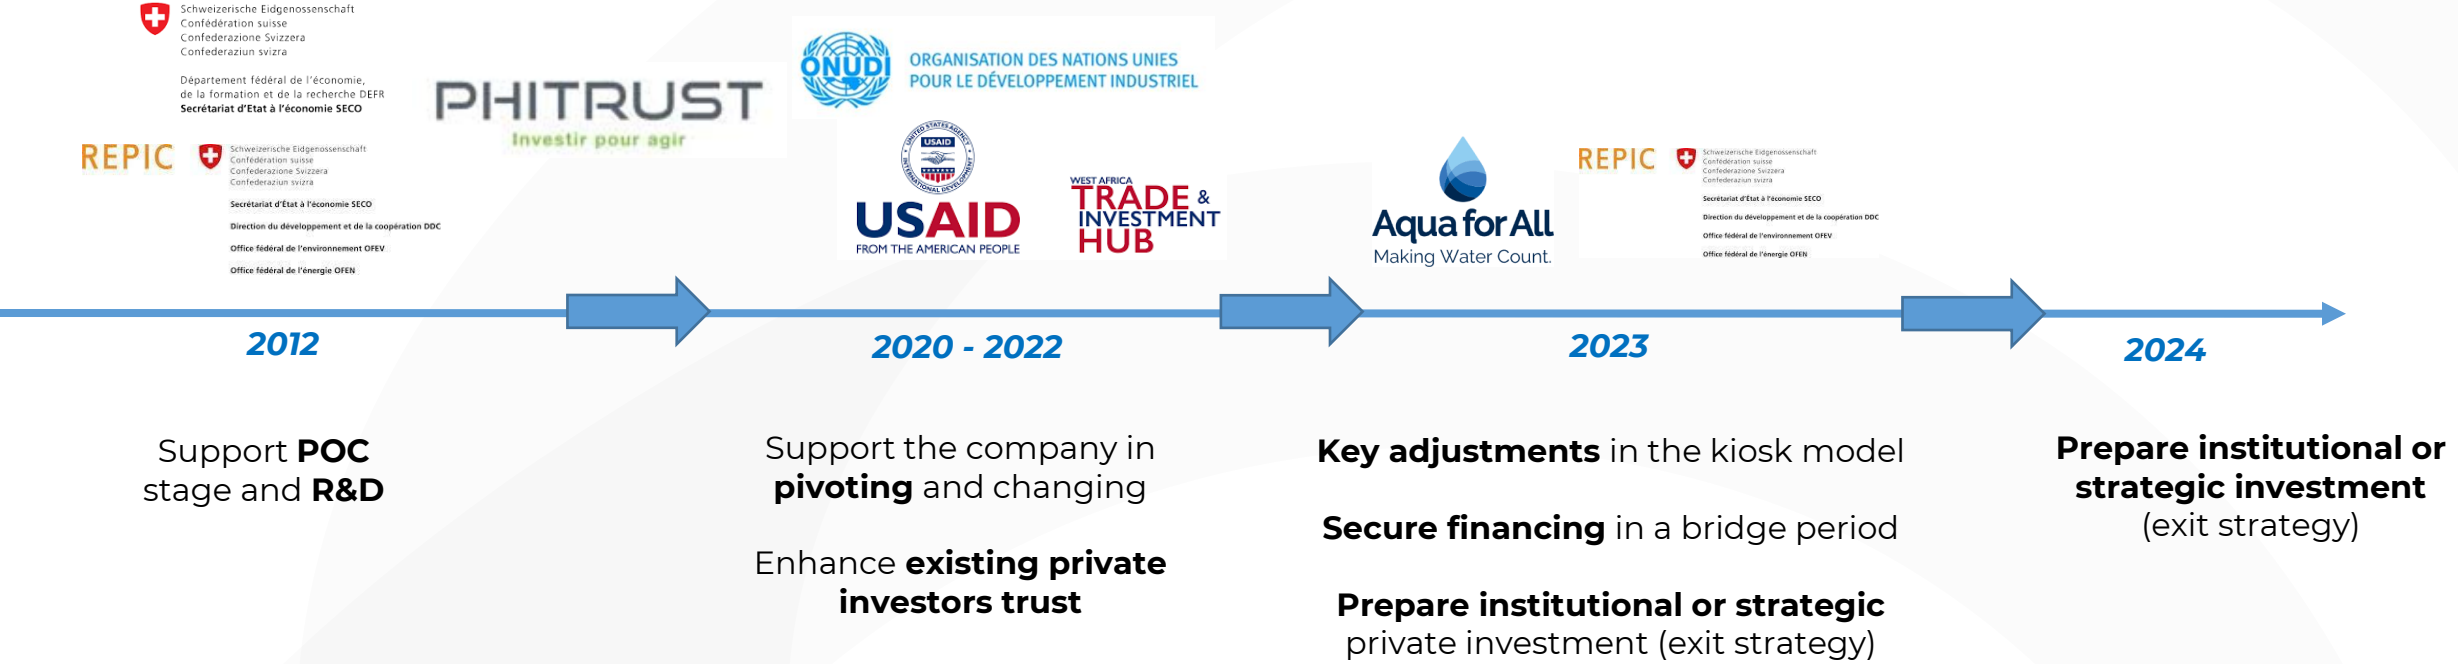 Schweizerische Eidgenossenschaft
Confédération suisse
Confederazione Svizzera
Confederaziun svizra
Département fédéral de l'économie,
de la formation et de la recherche DEFR
Secrétariat d'Etat à l'économie SECO
REPIC
Schweizerische Eidgenossenschaft
Confédération suisse
Confederazione Svizzera
Confederaziun svizra
Secrétariat d'État à l'économie SECO
Direction du développement et de la coopération DDC
Office fédéral de l'environnement OFEV
Office fédéral de l'énergie OFEN
PHITRUST
Investir pour agir
ONUDI
ORGANISATION DES NATIONS UNIES
POUR LE DÉVELOPPEMENT INDUSTRIEL
UNITED STATES AGENCY
USAID
INTERNATIONAL DEVELOPMENT
USAID
FROM THE AMERICAN PEOPLE
WEST AFRICA
TRADE &
INVESTMENT
HUB
Aqua for All
Making Water Count.
REPIC
Schweizerische Eidgenossenschaft
Confédération suisse
Confederazione Svizzera
Confederaziun svizra
Secrétariat d'État à l'économie SECO
Direction du développement et de la coopération DDC
Office fédéral de l'environnement OFEV
Office fédéral de l'énergie OFEN
2012
2020 - 2022
2023
2024
Support POC
stage and R&D
Support the company in
pivoting and changing
Enhance existing private
investors trust
Key adjustments in the kiosk model
Secure financing in a bridge period
Prepare institutional or strategic
private investment (exit strategy)
Prepare institutional or
strategic investment
(exit strategy)